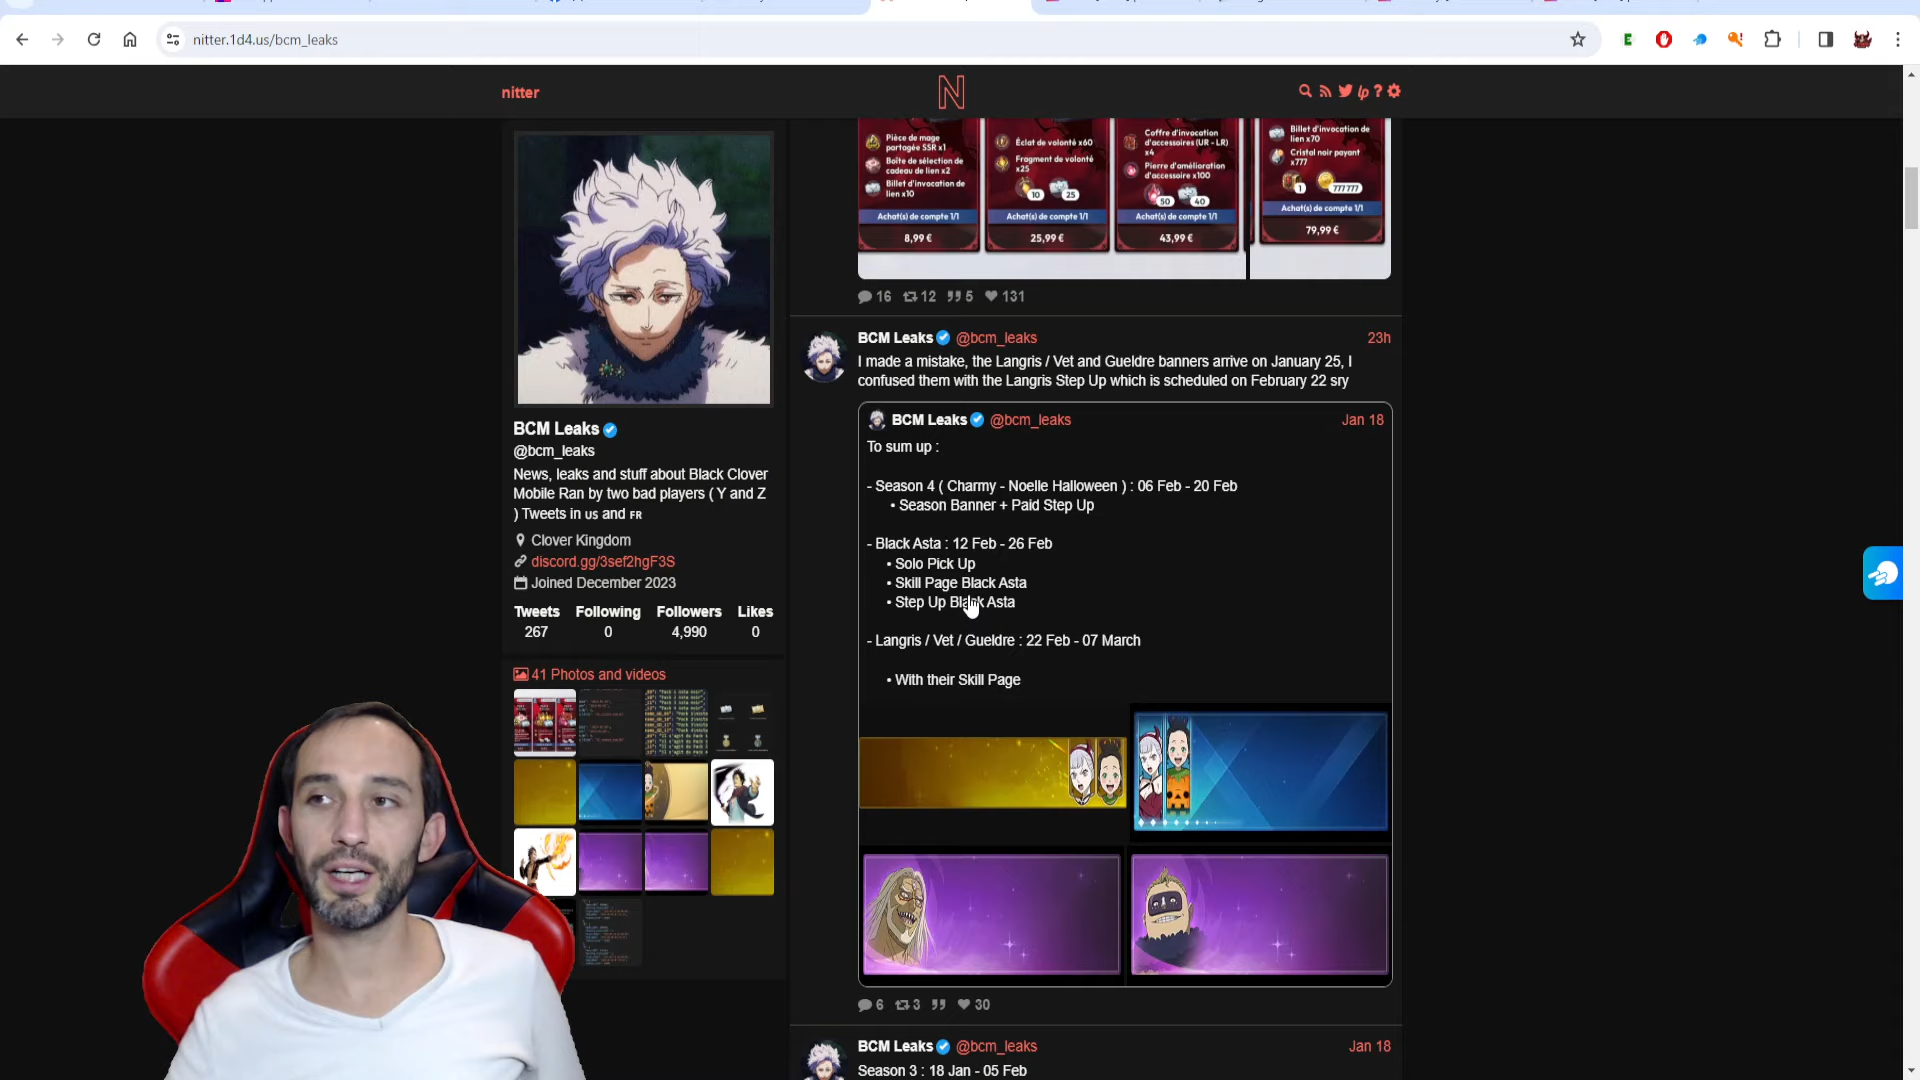 nitter.1d4.us/bcm_leaks
nitter
N
Pièce de mage
partagée SSR x1
Boîte de sélection de
cadeau de lien x2
Billet d'invocation de
lien x10
Achat(s) de compte 1/1
8,99 €
Éclat de volonté x60
Fragment de volonté
x25
10
25
Achat(s) de compte 1/1
25,99 €
Coffre d'invocation
d'accessoires (UR - LR)
x4
Pierre d'amélioration
d'accessoire x100
50
40
Achat(s) de compte 1/1
43,99 €
Billet d'invocation de
lien x70
Cristal noir payant
x777
1
777777
Achat(s) de compte 1/1
79,99 €
16 12 5 131
BCM Leaks
@bcm_leaks
News, leaks and stuff about Black Clover
Mobile Ran by two bad players ( Y and Z
) Tweets in US and FR
Clover Kingdom
discord.gg/3sef2hgF3S
Joined December 2023
Tweets Following Followers Likes
267 0 4,990 0
41 Photos and videos
BCM Leaks @bcm_leaks 23h
I made a mistake, the Langris / Vet and Gueldre banners arrive on January 25, I
confused them with the Langris Step Up which is scheduled on February 22 sry
BCM Leaks @bcm_leaks Jan 18
To sum up :
- Season 4 ( Charmy - Noelle Halloween ) : 06 Feb - 20 Feb
• Season Banner + Paid Step Up
- Black Asta : 12 Feb - 26 Feb
• Solo Pick Up
• Skill Page Black Asta
• Step Up Black Asta
- Langris / Vet / Gueldre : 22 Feb - 07 March
• With their Skill Page
6 3 30
BCM Leaks @bcm_leaks Jan 18
Season 3 : 18 Jan - 05 Feb